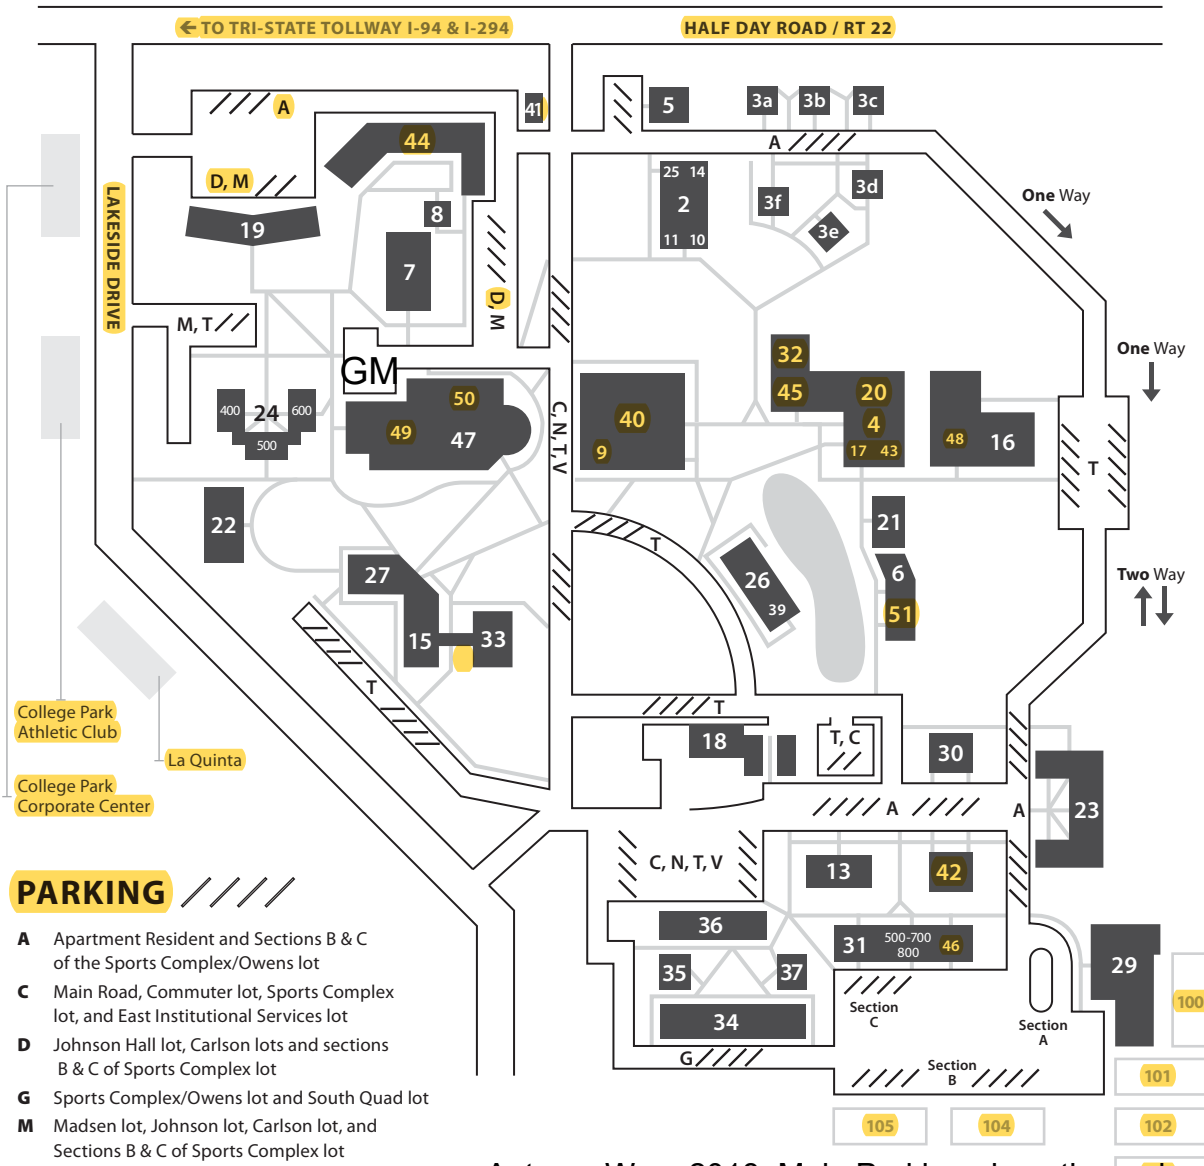 ← TO TRI-STATE TOLLWAY I-94 & I-294
HALF DAY ROAD / RT 22
A
41
5
3a
3b
3c
44
A
D, M
25 14
2
11 10
3d
3f
3e
One Way
LAKESIDE DRIVE
19
8
7
D, M
M, T
GM
32
45
20
4
17 43
One Way
400
24
600
500
50
49
47
C, N, T, V
40
9
48
16
T
22
21
T
26
39
6
51
Two Way
27
15
33
T
College Park
Athletic Club
La Quinta
College Park
Corporate Center
T
18
T, C
30
A
A
23
C, N, T, V
13
42
PARKING
A Apartment Resident and Sections B & C
of the Sports Complex/Owens lot
C Main Road, Commuter lot, Sports Complex
lot, and East Institutional Services lot
D Johnson Hall lot, Carlson lots and sections
B & C of Sports Complex lot
G Sports Complex/Owens lot and South Quad lot
M Madsen lot, Johnson lot, Carlson lot, and
Sections B & C of Sports Complex lot
36
31
500-700
800
46
35
37
34
G
Section
C
Section
A
Section
B
29
100
101
102
105
104